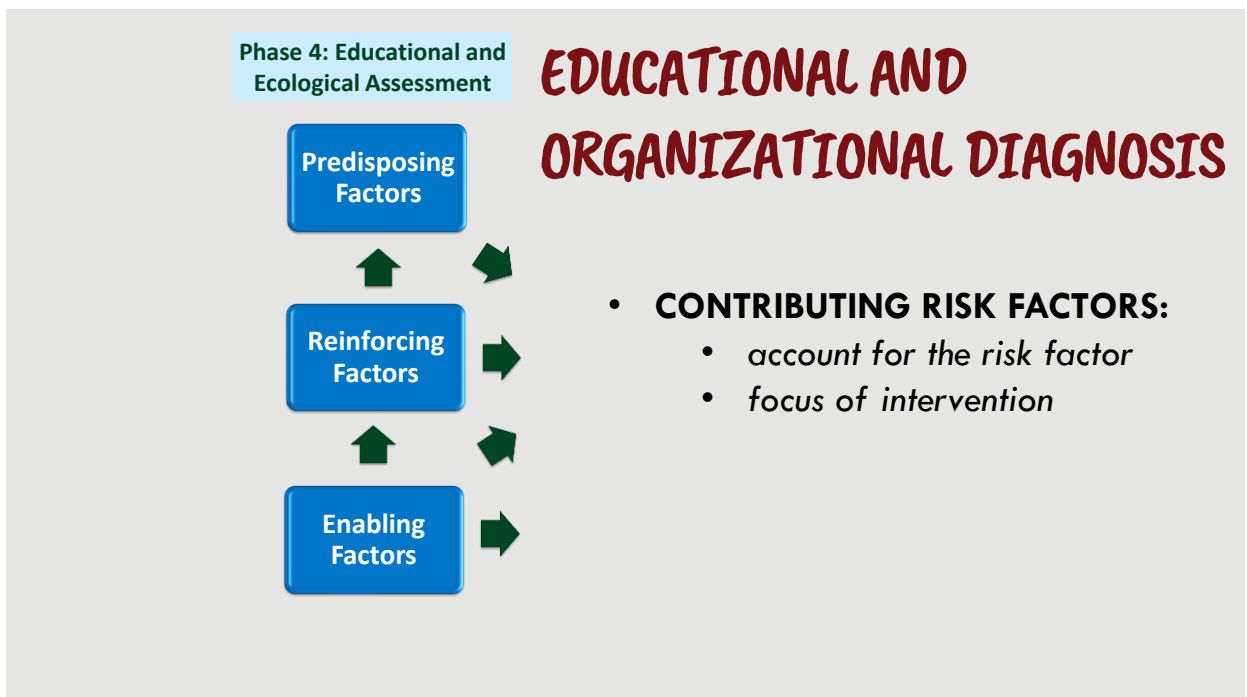 Phase 4: Educational and
Ecological Assessment
EDUCATIONAL AND
ORGANIZATIONAL DIAGNOSIS
Predisposing
Factors
Reinforcing
Factors
Enabling
Factors
• CONTRIBUTING RISK FACTORS:
• account for the risk factor
• focus of intervention